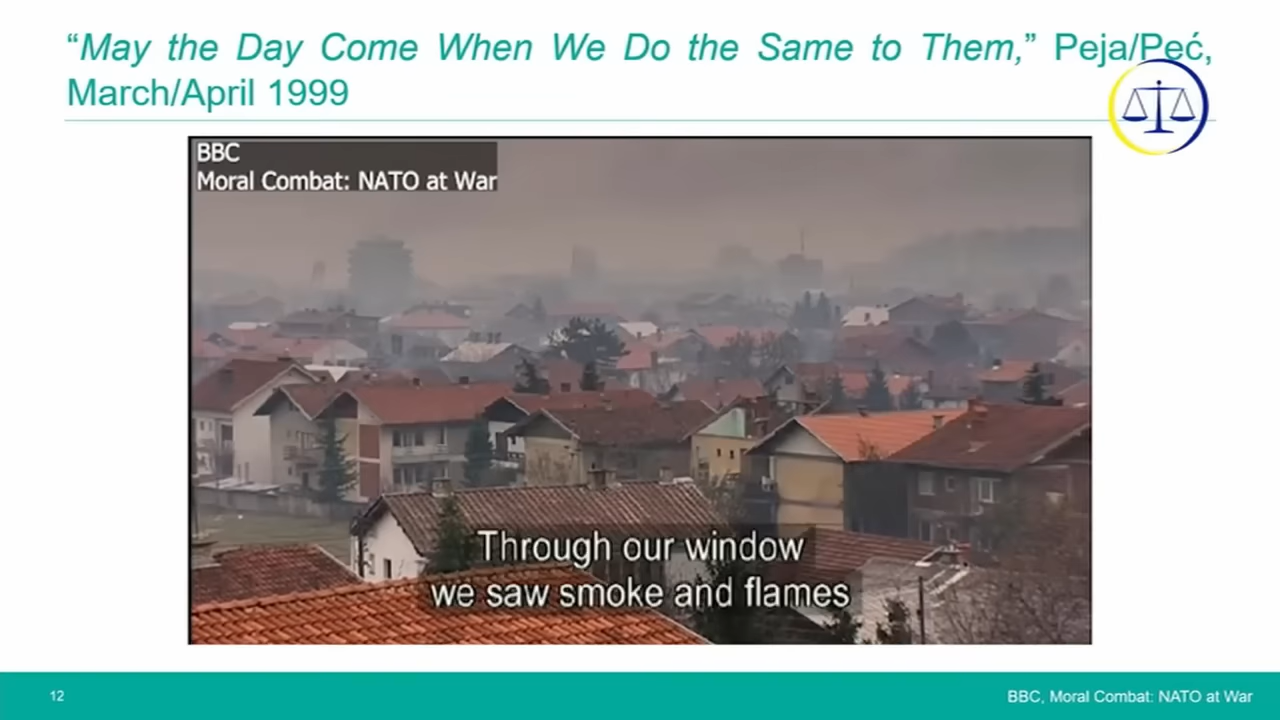 “May the Day Come When We Do the Same to Them,” Peja/Peć,
March/April 1999
BBC
Moral Combat: NATO at War
Through our window
we saw smoke and flames
12
BBC, Moral Combat: NATO at War